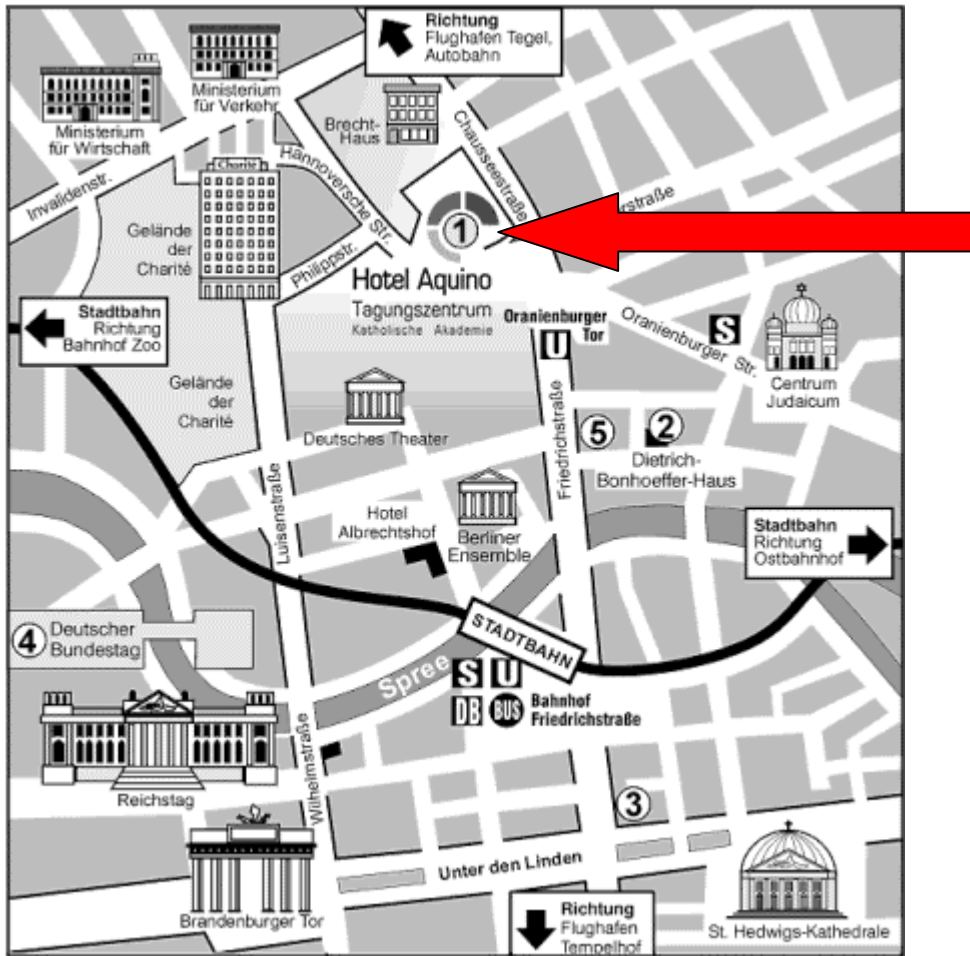 Richtung
Flughafen Tegel,
Autobahn
Ministerium
für Verkehr
Ministerium
für Wirtschaft
Brecht-
Haus
Chausseestraße
Invalidenstr.
Charité
Hannoversche Str.
Gelände
der
Charité
Philippstr.
1
Hotel Aquino
Tagungszentrum
Katholische Akademie
Stadtbahn
Richtung
Bahnhof Zoo
Oranienburger
Tor
U
Oranienburger Str.
S
Centrum
Judaicum
Gelände
der
Charité
Deutsches Theater
Friedrichstraße
5
2
Dietrich-
Bonhoeffer-Haus
Luisenstraße
Hotel
Albrechtshof
Berliner
Ensemble
Stadtbahn
Richtung
Ostbahnhof
4
Deutscher
Bundestag
STADTBAHN
Spree
S U
DB BUS
Bahnhof
Friedrichstraße
Reichstag
Wilhelmstraße
3
Unter den Linden
Brandenburger Tor
Richtung
Flughafen
Tempelhof
St. Hedwigs-Kathedrale